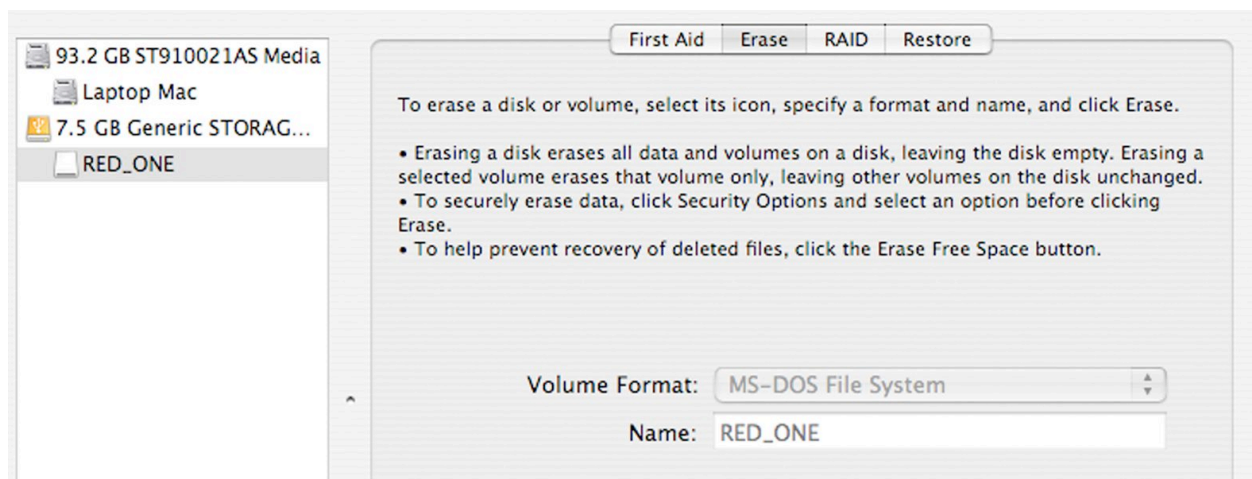 93.2 GB ST910021AS Media
Laptop Mac
7.5 GB Generic STORAG...
RED_ONE
First Aid Erase RAID Restore
To erase a disk or volume, select its icon, specify a format and name, and click Erase.
• Erasing a disk erases all data and volumes on a disk, leaving the disk empty. Erasing a
selected volume erases that volume only, leaving other volumes on the disk unchanged.
• To securely erase data, click Security Options and select an option before clicking
Erase.
• To help prevent recovery of deleted files, click the Erase Free Space button.
Volume Format: MS-DOS File System
Name: RED_ONE